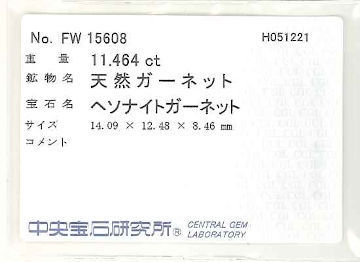 No. FW 15608 H051221
重量 11.464 ct
鉱物名 天然ガーネット
宝石名 ヘソナイトガーネット
サイズ 14.09 × 12.48 × 8.46 mm
コメント
中央宝石研究所® CENTRAL GEM LABORATORY